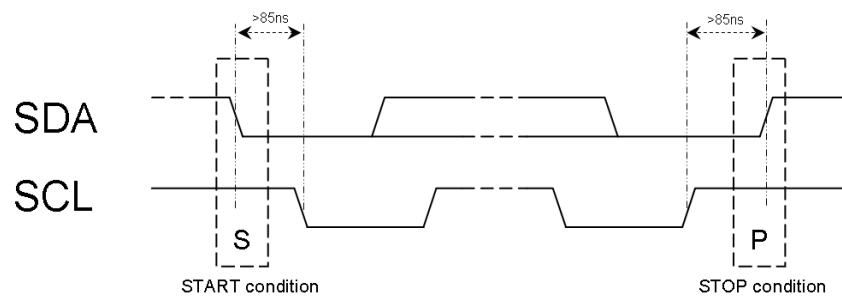 >85ns >85ns
SDA
SCL
S P
START condition STOP condition